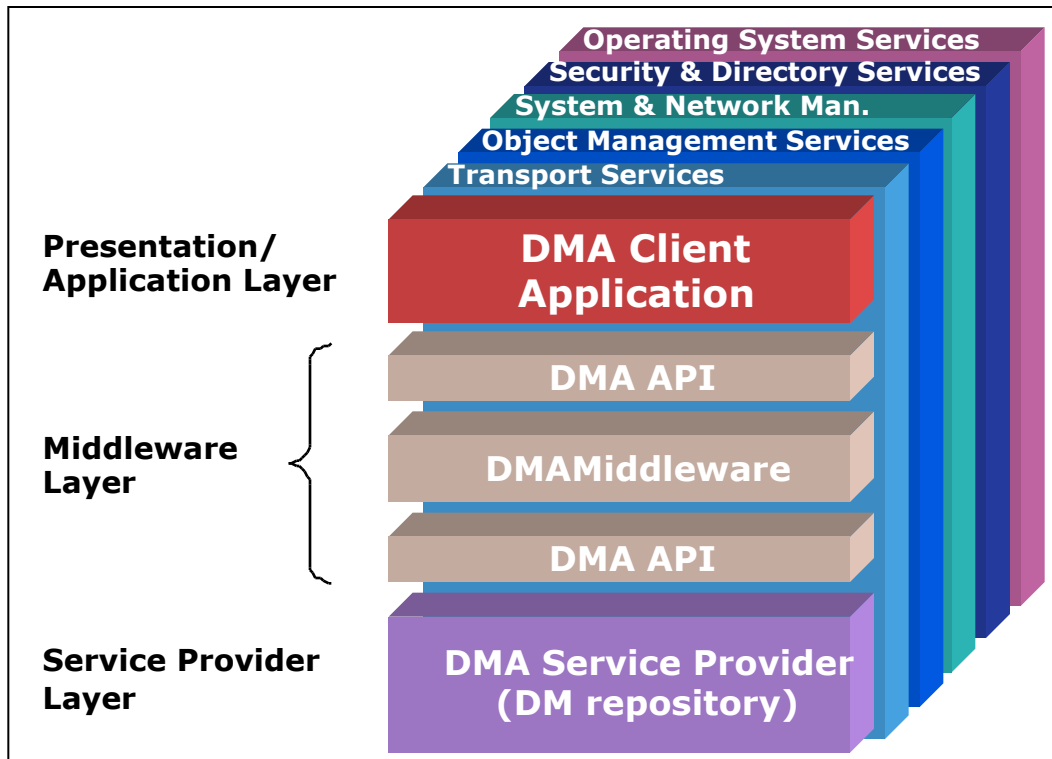 Operating System Services
Security & Directory Services
System & Network Man.
Object Management Services
Transport Services
Presentation/
Application Layer
DMA Client
Application
DMA API
Middleware
Layer
DMAMiddleware
DMA API
Service Provider
Layer
DMA Service Provider
(DM repository)